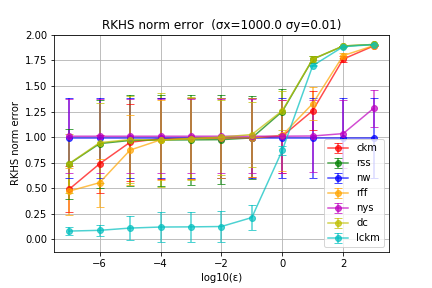 RKHS norm error  (σx=1000.0 σy=0.01)
RKHS norm error
2.00
1.75
1.50
1.25
1.00
0.75
0.50
0.25
0.00
ckm
rss
nw
rff
nys
dc
lckm
−6
−4
−2
0
2
log10(ε)